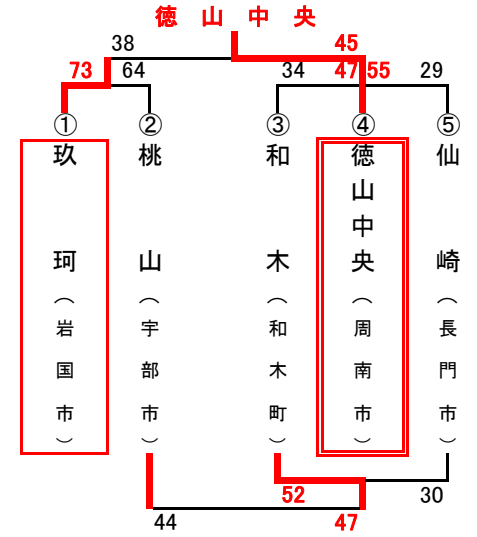 徳山中央
38 45
73 64 34 47 55 29
① ② ③ ④ ⑤
玖珂（岩国市）
桃山（宇部市）
和木（和木町）
徳山中央（周南市）
仙崎（長門市）
52 30
44 47